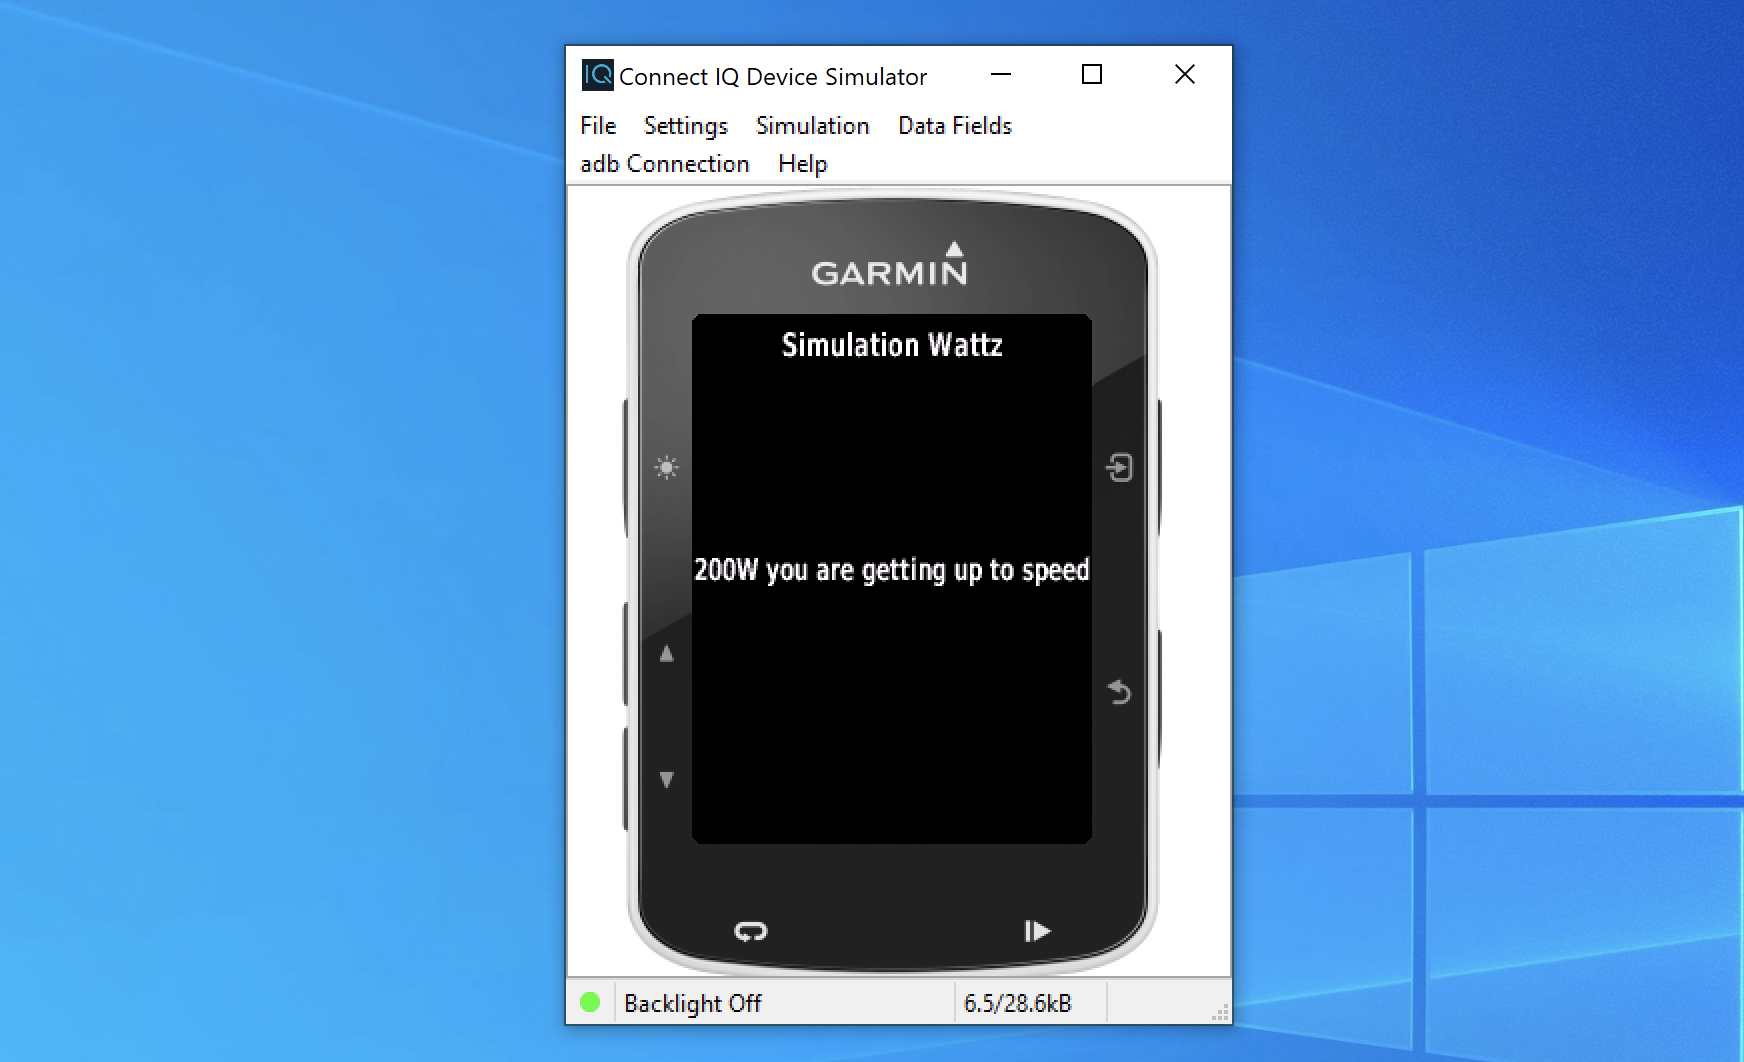 IQ Connect IQ Device Simulator
File Settings Simulation Data Fields
adb Connection Help
GARMIN
Simulation Wattz
200W you are getting up to speed
Backlight Off 6.5/28.6kB